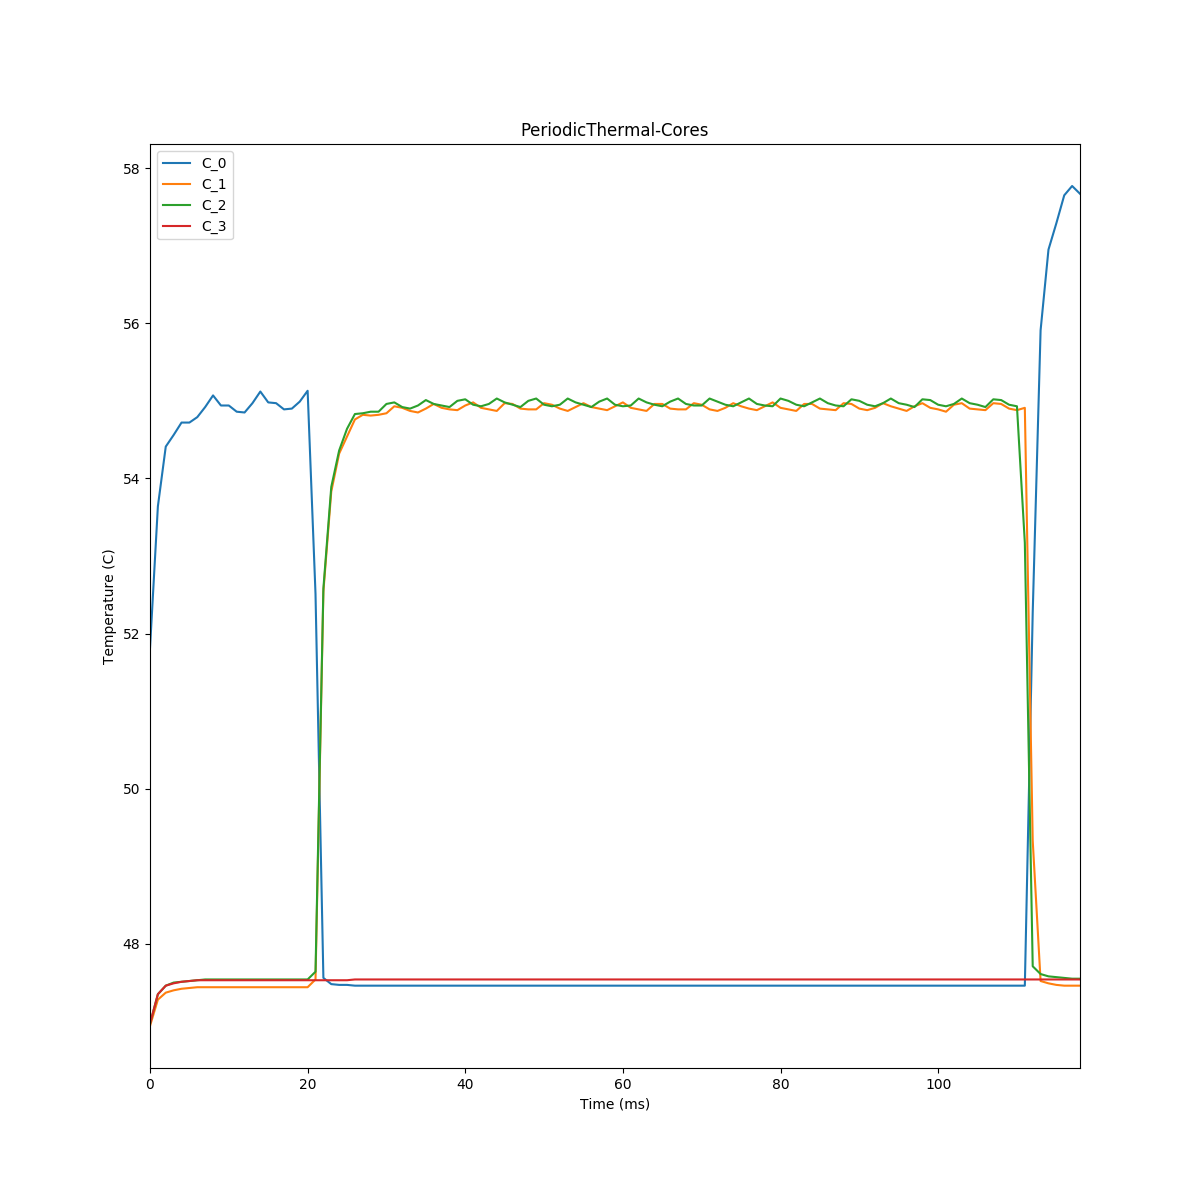 PeriodicThermal-Cores
C_0
C_1
C_2
C_3
58
56
54
52
50
48
Temperature (C)
0 20 40 60 80 100
Time (ms)